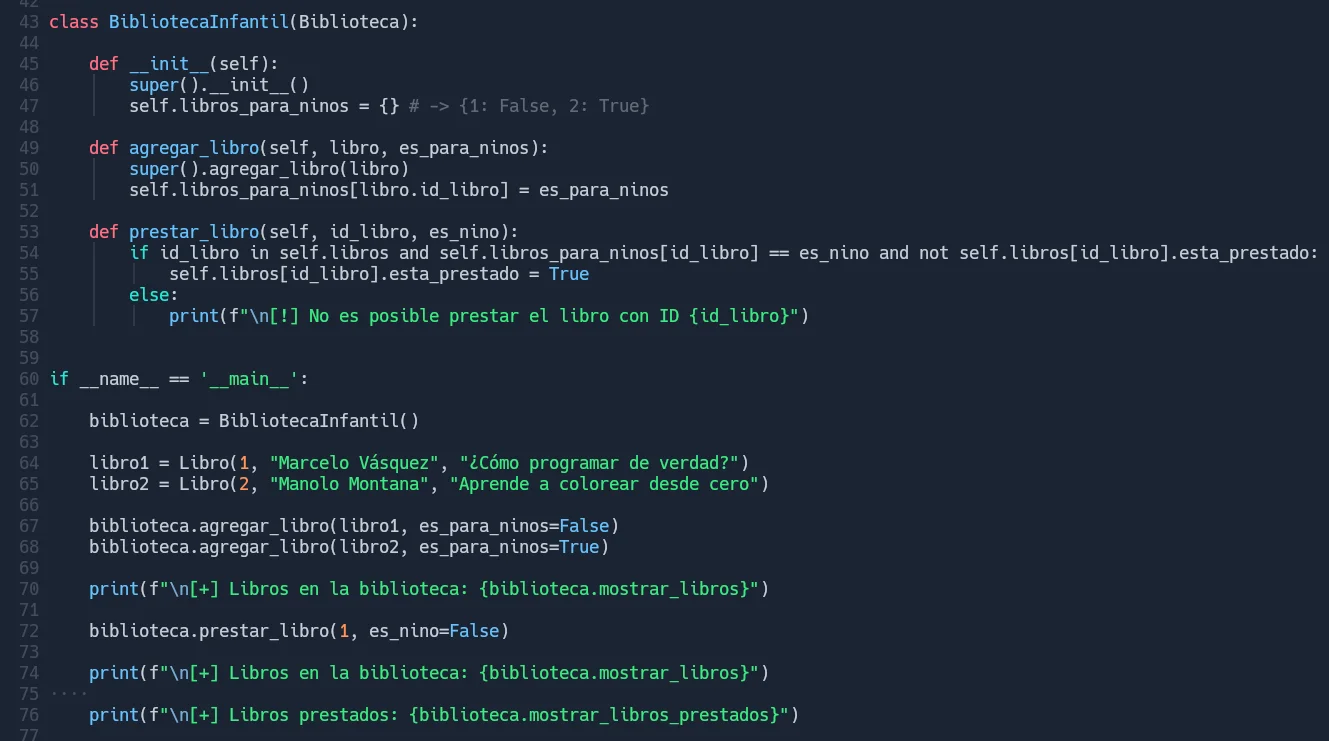 42
43 class BibliotecaInfantil(Biblioteca):
44
45     def __init__(self):
46         super().__init__()
47         self.libros_para_ninos = {} # -> {1: False, 2: True}
48
49     def agregar_libro(self, libro, es_para_ninos):
50         super().agregar_libro(libro)
51         self.libros_para_ninos[libro.id_libro] = es_para_ninos
52
53     def prestar_libro(self, id_libro, es_nino):
54         if id_libro in self.libros and self.libros_para_ninos[id_libro] == es_nino and not self.libros[id_libro].esta_prestado:
55             self.libros[id_libro].esta_prestado = True
56         else:
57             print(f"\n[!] No es posible prestar el libro con ID {id_libro}")
58
59
60 if __name__ == '__main__':
61
62     biblioteca = BibliotecaInfantil()
63
64     libro1 = Libro(1, "Marcelo Vásquez", "¿Cómo programar de verdad?")
65     libro2 = Libro(2, "Manolo Montana", "Aprende a colorear desde cero")
66
67     biblioteca.agregar_libro(libro1, es_para_ninos=False)
68     biblioteca.agregar_libro(libro2, es_para_ninos=True)
69
70     print(f"\n[+] Libros en la biblioteca: {biblioteca.mostrar_libros}")
71
72     biblioteca.prestar_libro(1, es_nino=False)
73
74     print(f"\n[+] Libros en la biblioteca: {biblioteca.mostrar_libros}")
75 ····
76     print(f"\n[+] Libros prestados: {biblioteca.mostrar_libros_prestados}")
77